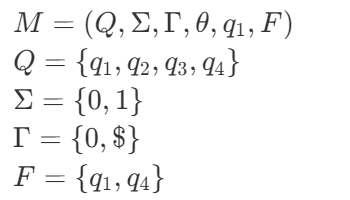 M = (Q, Σ, Γ, θ, q₁, F)
Q = {q₁, q₂, q₃, q₄}
Σ = {0, 1}
Γ = {0, $}
F = {q₁, q₄}